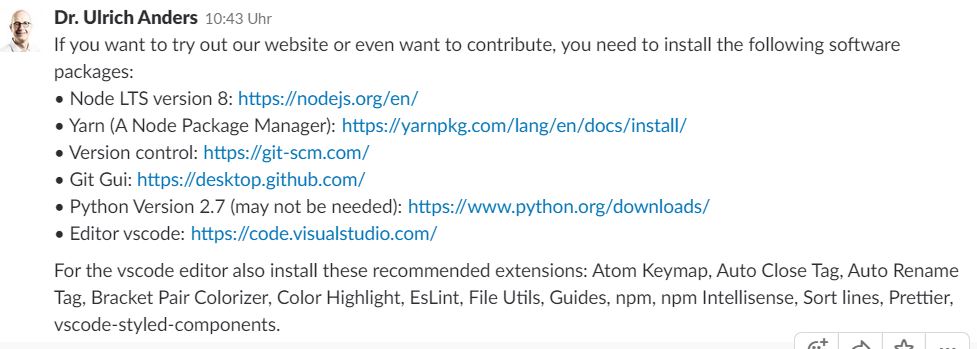 Dr. Ulrich Anders 10:43 Uhr
If you want to try out our website or even want to contribute, you need to install the following software
packages:
• Node LTS version 8: https://nodejs.org/en/
• Yarn (A Node Package Manager): https://yarnpkg.com/lang/en/docs/install/
• Version control: https://git-scm.com/
• Git Gui: https://desktop.github.com/
• Python Version 2.7 (may not be needed): https://www.python.org/downloads/
• Editor vscode: https://code.visualstudio.com/
For the vscode editor also install these recommended extensions: Atom Keymap, Auto Close Tag, Auto Rename
Tag, Bracket Pair Colorizer, Color Highlight, EsLint, File Utils, Guides, npm, npm Intellisense, Sort lines, Prettier,
vscode-styled-components.